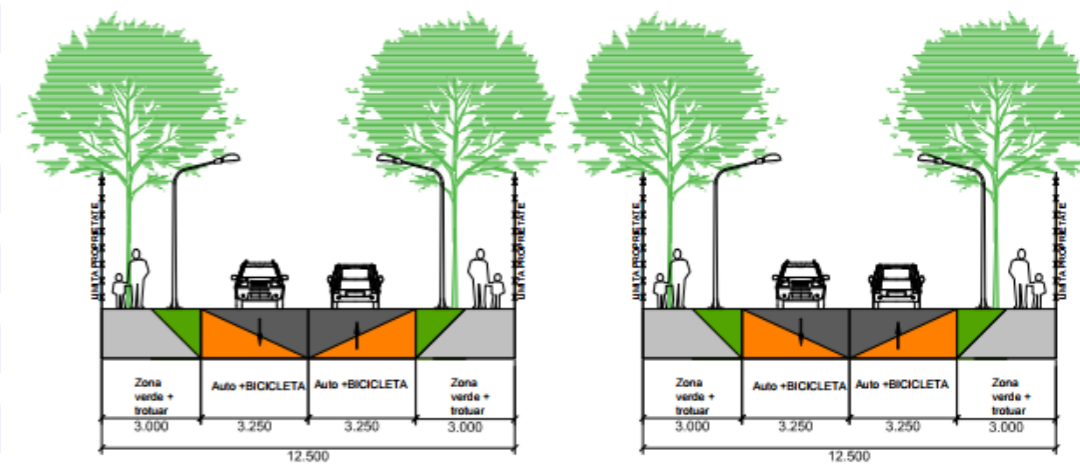 LIMITA PROPRIETATE
LIMITA PROPRIETATE
Zona
verde +
trotuar
Auto +BICICLETA
Auto +BICICLETA
Zona
verde +
trotuar
3.000
3.250
3.250
3.000
12.500
LIMITA PROPRIETATE
LIMITA PROPRIETATE
Zona
verde +
trotuar
Auto +BICICLETA
Auto +BICICLETA
Zona
verde +
trotuar
3.000
3.250
3.250
3.000
12.500